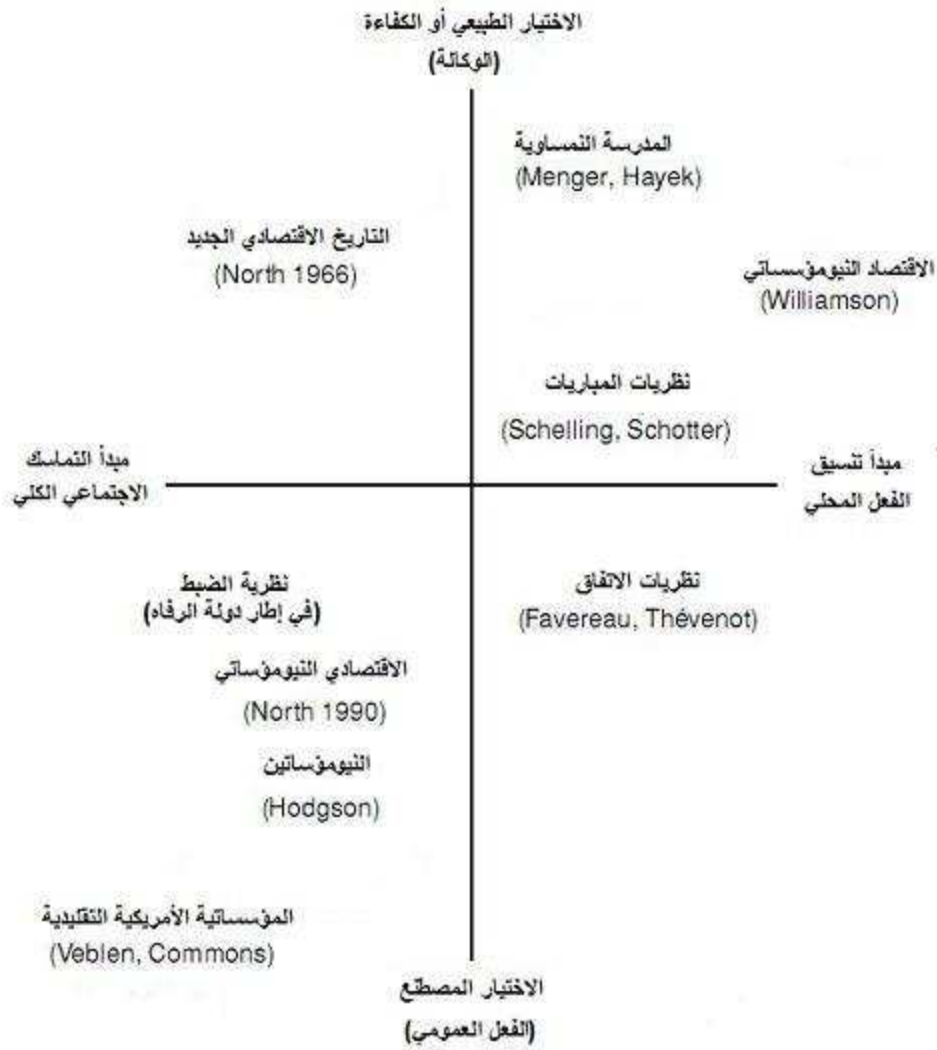 الاختيار الطبيعي أو الكفاءة
(الوكالة)
المدرسة النمساوية
(Menger, Hayek)
التاريخ الاقتصادي الجديد
(North 1966)
الاقتصاد النيومؤسساتي
(Williamson)
نظريات المباريات
(Schelling, Schotter)
مبدأ تنسيق
الفعل المحلي
مبدأ التماسك
الاجتماعي الكلي
نظريات الاتفاق
(Favereau, Thévenot)
نظرية الضبط
(في إطار دولة الرفاه)
الاقتصادي النيومؤساتي
(North 1990)
النيومؤساتين
(Hodgson)
المؤسساتية الأمريكية التقليدية
(Veblen, Commons)
الاختيار المصطنع
(الفعل العمومي)